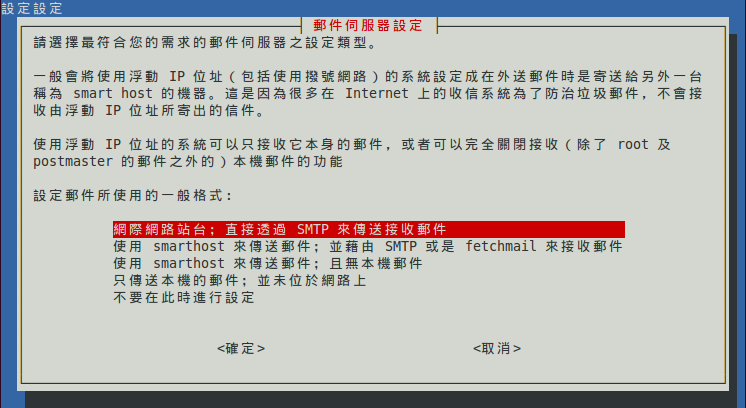 設定設定
郵件伺服器設定
請選擇最符合您的需求的郵件伺服器之設定類型。
一般會將使用浮動 IP 位址（包括使用撥號網路）的系統設定成在外送郵件時是寄送給另外一台
稱為 smart host 的機器。這是因為很多在 Internet 上的收信系統為了防治垃圾郵件，不會接
收由浮動 IP 位址所寄出的信件。
使用浮動 IP 位址的系統可以只接收它本身的郵件，或者可以完全關閉接收（除了 root 及
postmaster 的郵件之外的）本機郵件的功能
設定郵件所使用的一般格式：
網際網路站台；直接透過 SMTP 來傳送接收郵件
使用 smarthost 來傳送郵件；並藉由 SMTP 或是 fetchmail 來接收郵件
使用 smarthost 來傳送郵件；且無本機郵件
只傳送本機的郵件；並未位於網路上
不要在此時進行設定
<確定> <取消>